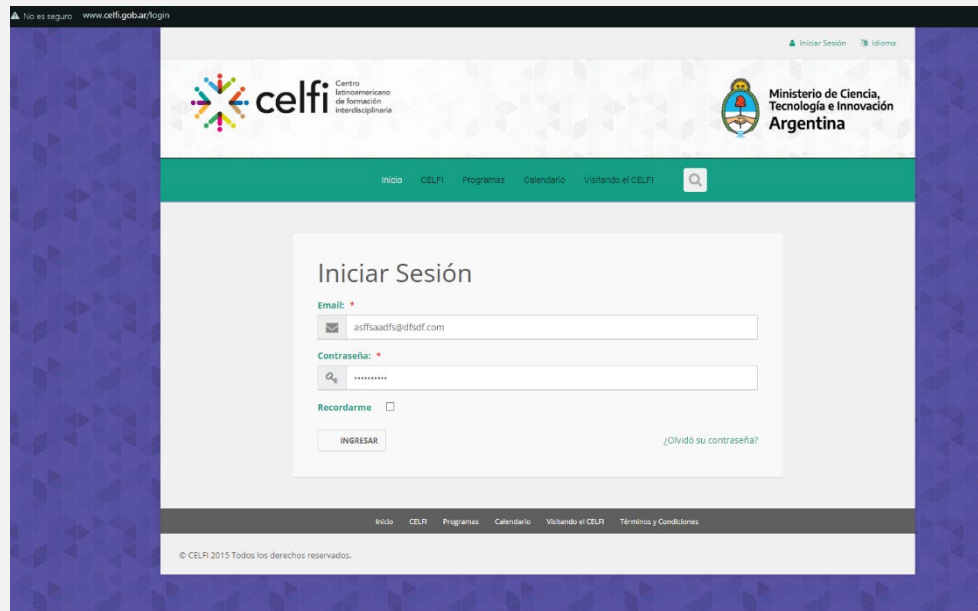 No es seguro www.celfi.gob.ar/login
Iniciar Sesión Idioma
celfi
Centro
latinoamericano
de formación
interdisciplinaria
Ministerio de Ciencia,
Tecnología e Innovación
Argentina
Inicio CELFI Programas Calendario Visitando el CELFI
Iniciar Sesión
Email: *
asffsaadfs@dfsdf.com
Contraseña: *
••••••••••
Recordarme
INGRESAR ¿Olvidó su contraseña?
Inicio CELFI Programas Calendario Visitando el CELFI Términos y Condiciones
© CELFI 2015 Todos los derechos reservados.